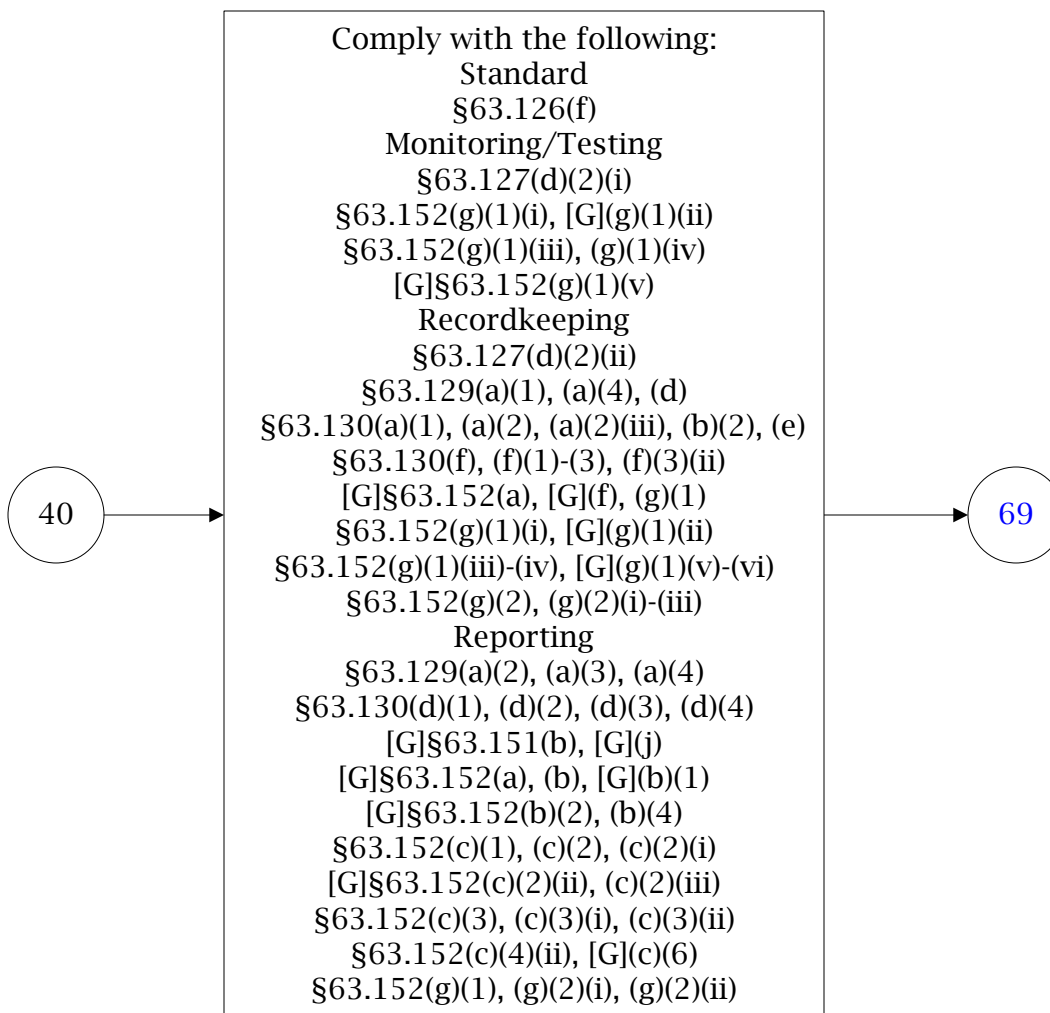 Comply with the following:
Standard
§63.126(f)
Monitoring/Testing
§63.127(d)(2)(i)
§63.152(g)(1)(i), [G](g)(1)(ii)
§63.152(g)(1)(iii), (g)(1)(iv)
[G]§63.152(g)(1)(v)
Recordkeeping
§63.127(d)(2)(ii)
§63.129(a)(1), (a)(4), (d)
§63.130(a)(1), (a)(2), (a)(2)(iii), (b)(2), (e)
§63.130(f), (f)(1)-(3), (f)(3)(ii)
[G]§63.152(a), [G](f), (g)(1)
§63.152(g)(1)(i), [G](g)(1)(ii)
§63.152(g)(1)(iii)-(iv), [G](g)(1)(v)-(vi)
§63.152(g)(2), (g)(2)(i)-(iii)
Reporting
§63.129(a)(2), (a)(3), (a)(4)
§63.130(d)(1), (d)(2), (d)(3), (d)(4)
[G]§63.151(b), [G](j)
[G]§63.152(a), (b), [G](b)(1)
[G]§63.152(b)(2), (b)(4)
§63.152(c)(1), (c)(2), (c)(2)(i)
[G]§63.152(c)(2)(ii), (c)(2)(iii)
§63.152(c)(3), (c)(3)(i), (c)(3)(ii)
§63.152(c)(4)(ii), [G](c)(6)
§63.152(g)(1), (g)(2)(i), (g)(2)(ii)
40
69